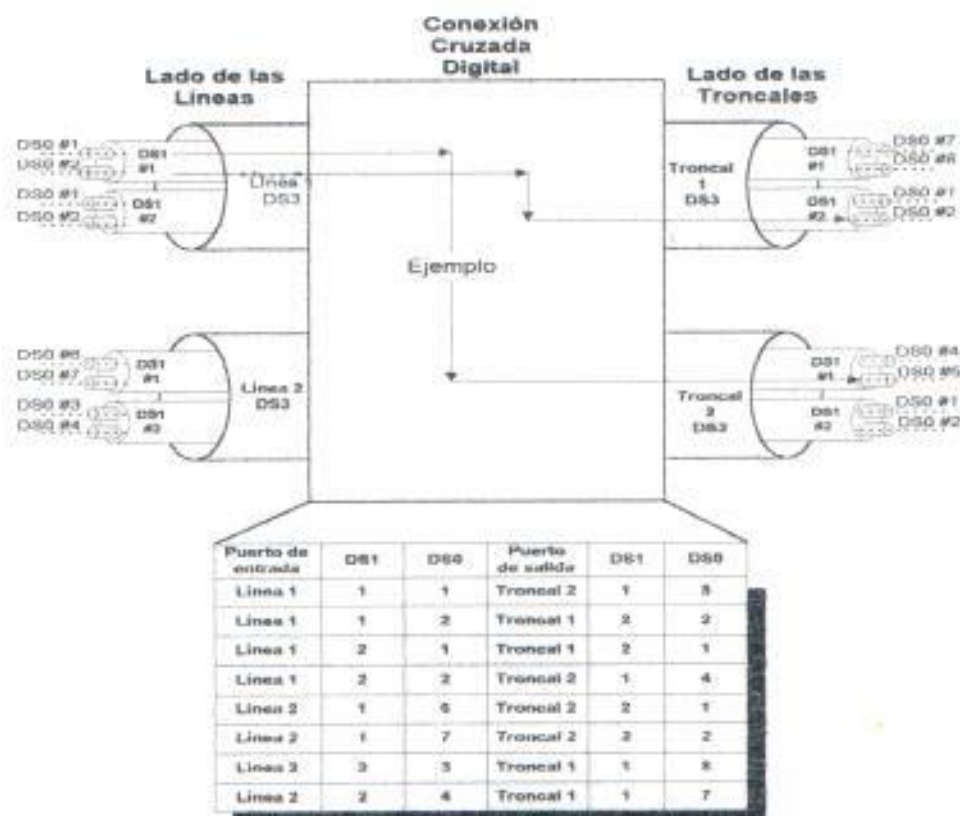 Conexión
Cruzada
Digital
Lado de las
Líneas
Lado de las
Troncales
DS0 #1
DS0 #2
DS0 #1
DS0 #2
DS1
#1
DS1
#2
Línea 1
DS3
Troncal
1
DS3
DS1
#1
DS1
#2
DS0 #7
DS0 #8
DS0 #1
DS0 #2
Ejemplo
DS0 #6
DS0 #7
DS0 #3
DS0 #4
DS1
#1
DS1
#2
Línea 2
DS3
Troncal
2
DS3
DS1
#1
DS1
#2
DS0 #4
DS0 #5
DS0 #1
DS0 #2
Puerto de entrada DS1 DS0 Puerto de salida DS1 DS0
Línea 1 1 1 Troncal 2 1 5
Línea 1 1 2 Troncal 1 2 2
Línea 1 2 1 Troncal 1 2 1
Línea 1 2 2 Troncal 2 1 4
Línea 2 1 6 Troncal 2 2 1
Línea 2 1 7 Troncal 2 2 2
Línea 2 2 3 Troncal 1 1 8
Línea 2 2 4 Troncal 1 1 7